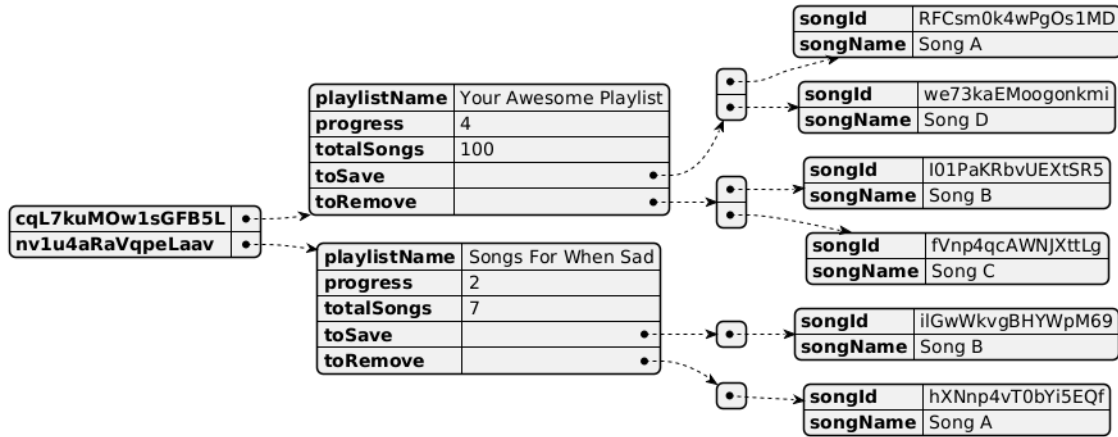 cqL7kuMOw1sGFB5L
nv1u4aRaVqpeLaav
playlistName Your Awesome Playlist
progress 4
totalSongs 100
toSave
toRemove
songId RFCsm0k4wPgOs1MD
songName Song A
songId we73kaEMoogonkmi
songName Song D
songId I01PaKRbvUEXtSR5
songName Song B
songId fVnp4qcAWNJXttLg
songName Song C
playlistName Songs For When Sad
progress 2
totalSongs 7
toSave
toRemove
songId ilGwWkvgBHYWpM69
songName Song B
songId hXNnp4vT0bYi5EQf
songName Song A